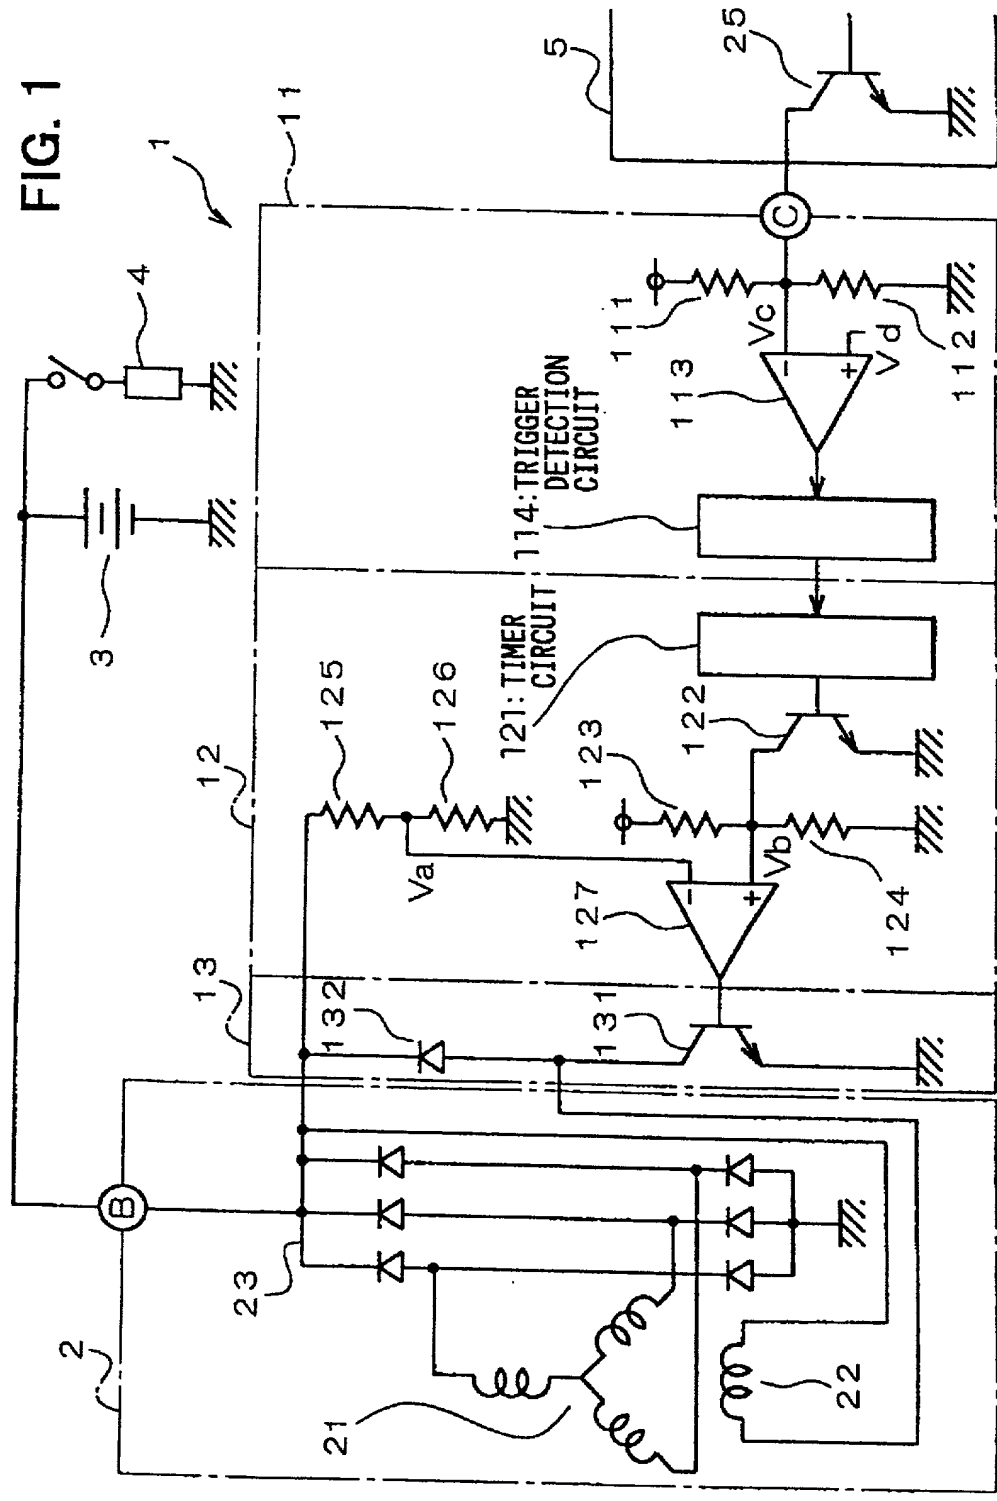 FIG. 1
1
2
B
23
21
22
3
4
13
132
131
12
125
126
Va
127
123
Vb
124
122
121:TIMER
CIRCUIT
11
114:TRIGGER
DETECTION
CIRCUIT
113
111
Vc
Vd
112
C
5
25